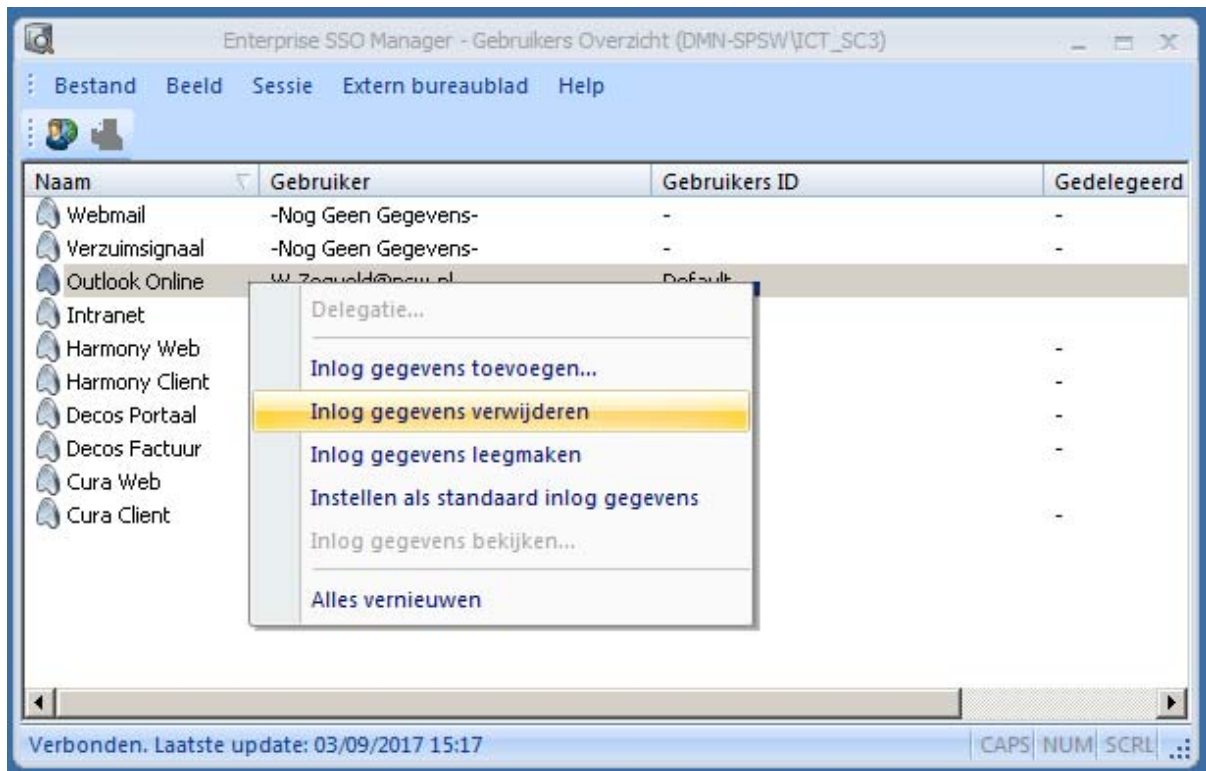 Enterprise SSO Manager - Gebruikers Overzicht (DMN-SPSW\ICT_SC3)
Bestand Beeld Sessie Extern bureaublad Help
Naam Gebruiker Gebruikers ID Gedelegeerd
Webmail -Nog Geen Gegevens- - -
Verzuimsignaal -Nog Geen Gegevens- - -
Outlook Online Default
Intranet
Harmony Web -
Harmony Client -
Decos Portaal -
Decos Factuur -
Cura Web
Cura Client -
Delegatie...
Inlog gegevens toevoegen...
Inlog gegevens verwijderen
Inlog gegevens leegmaken
Instellen als standaard inlog gegevens
Inlog gegevens bekijken...
Alles vernieuwen
Verbonden. Laatste update: 03/09/2017 15:17 CAPS NUM SCRL